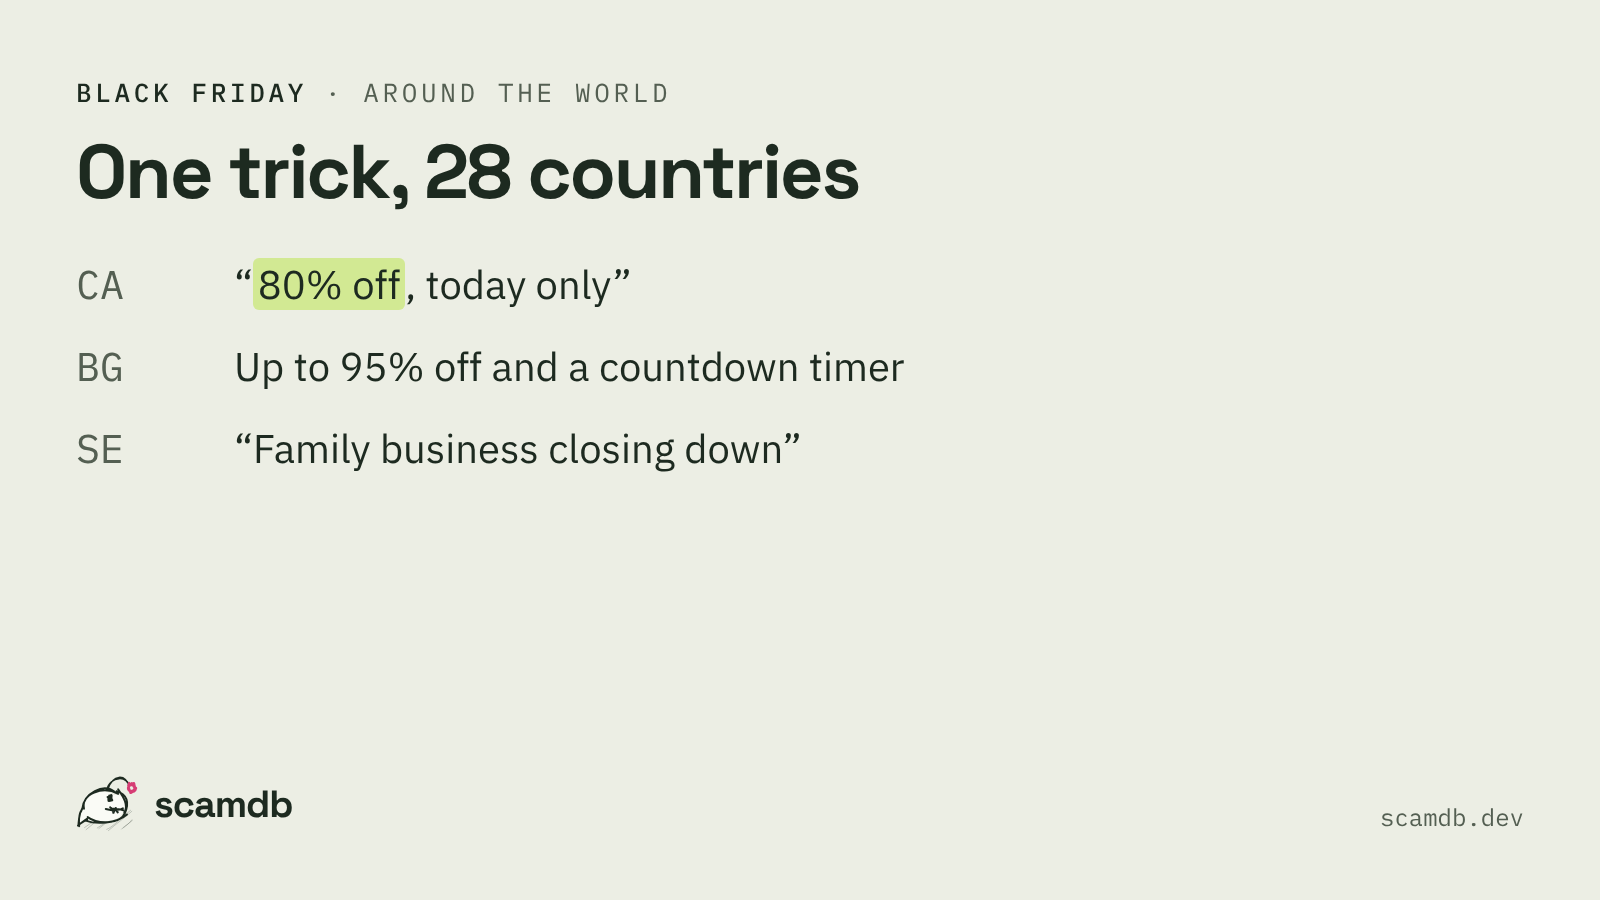 BLACK FRIDAY · AROUND THE WORLD
One trick, 28 countries
CA “80% off, today only”
BG Up to 95% off and a countdown timer
SE “Family business closing down”
scamdb
scamdb.dev